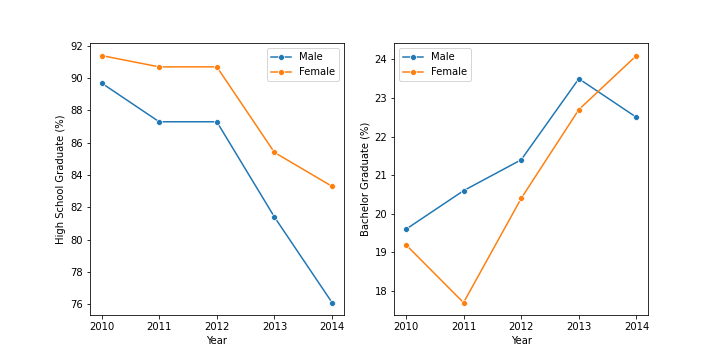 92
90
88
86
84
82
80
78
76
High School Graduate (%)
2010 2011 2012 2013 2014
Year
Male
Female
24
23
22
21
20
19
18
Bachelor Graduate (%)
2010 2011 2012 2013 2014
Year
Male
Female